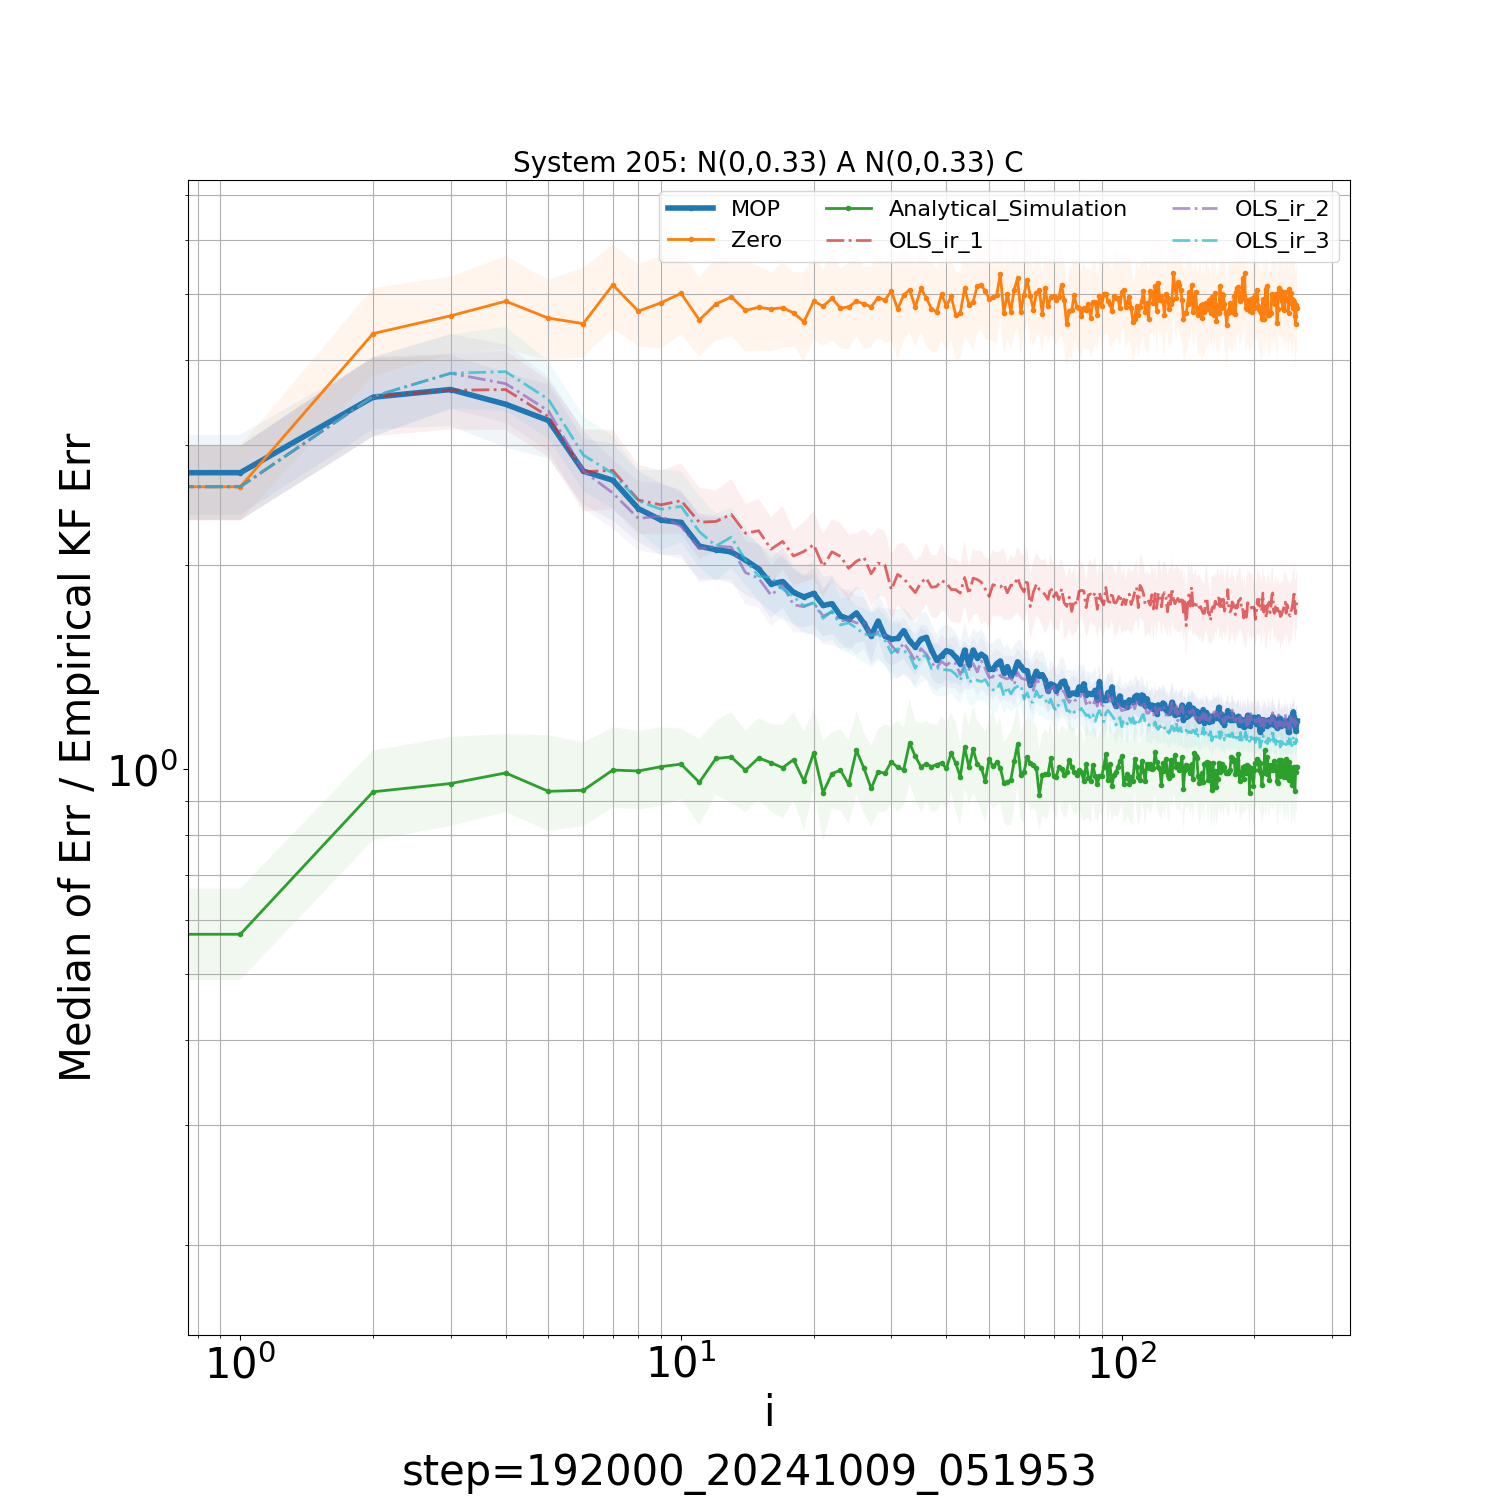 System 205: N(0,0.33) A N(0,0.33) C
MOP
Zero
Analytical_Simulation
OLS_ir_1
OLS_ir_2
OLS_ir_3
Median of Err / Empirical KF Err
10⁰
10⁰
10¹
10²
i
step=192000_20241009_051953